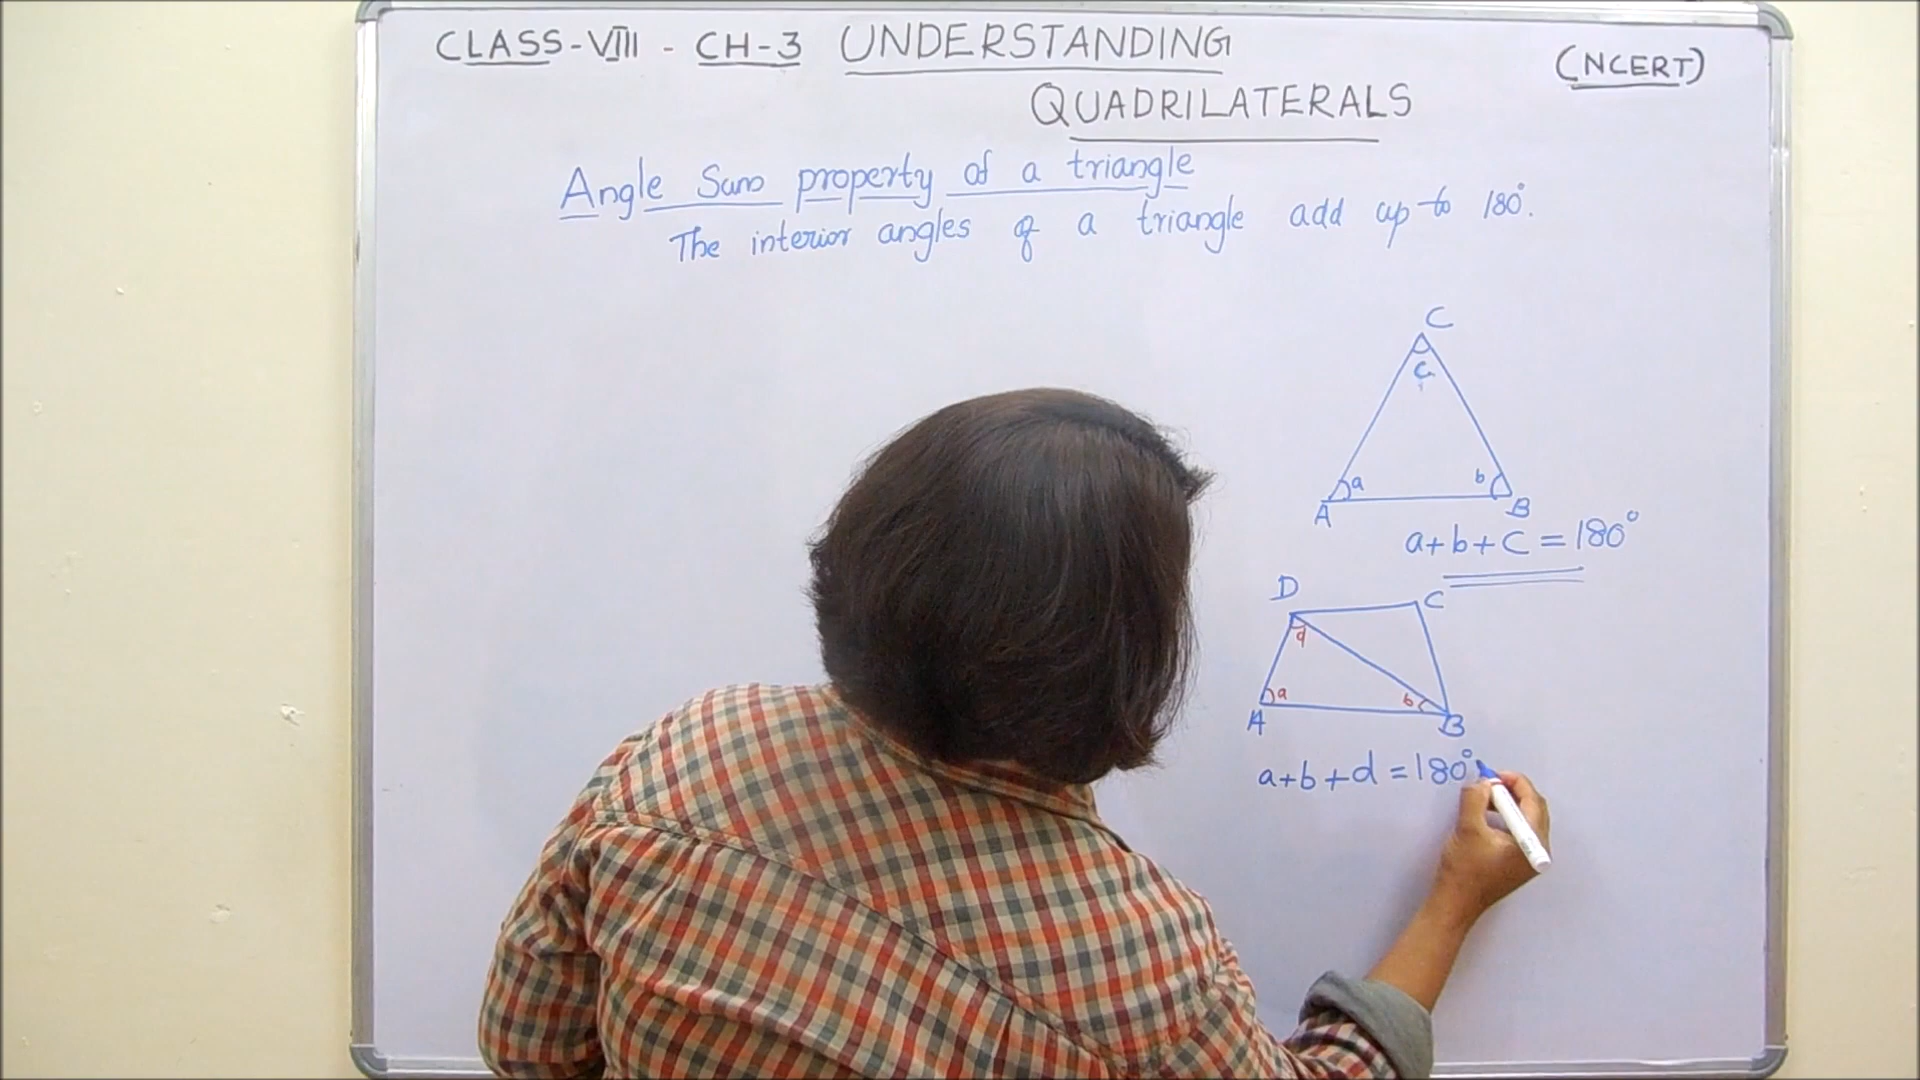 CLASS-VIII - CH-3 UNDERSTANDING
(NCERT)
QUADRILATERALS
Angle Sum property of a triangle
The interior angles of a triangle add up to 180°.
C
c
a
b
A
B
a+b+c = 180°
D
C
d
a
b
A
B
a+b+d = 180°